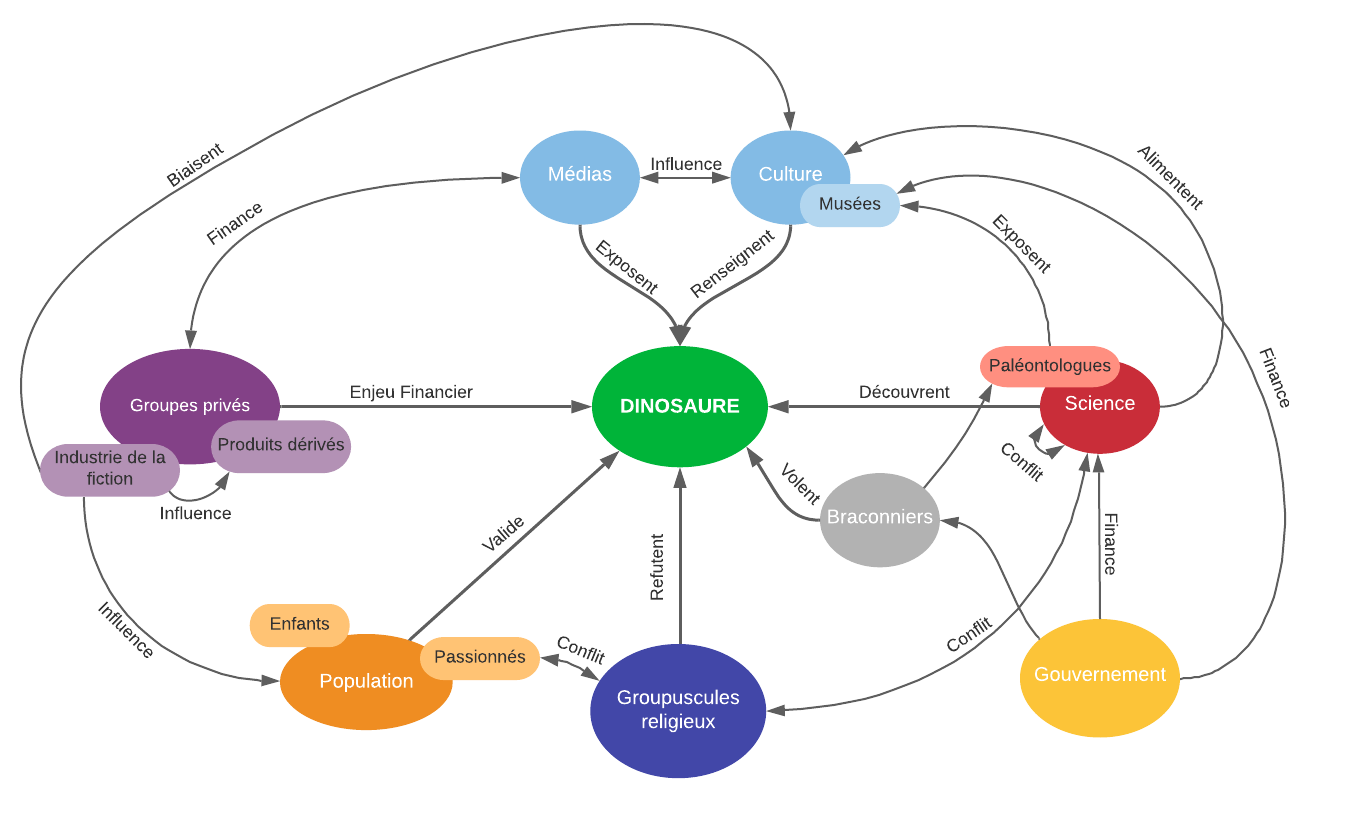 Biaisent
Alimentent
Médias
Influence
Culture
Musées
Finance
Exposent
Renseignent
Exposent
Finance
Groupes privés
Enjeu Financier
DINOSAURE
Découvrent
Paléontologues
Science
Produits dérivés
Industrie de la
fiction
Influence
Conflit
Volent
Braconniers
Valide
Refutent
Finance
Influence
Enfants
Passionnés
Population
Conflit
Groupuscules
religieux
Conflit
Gouvernement